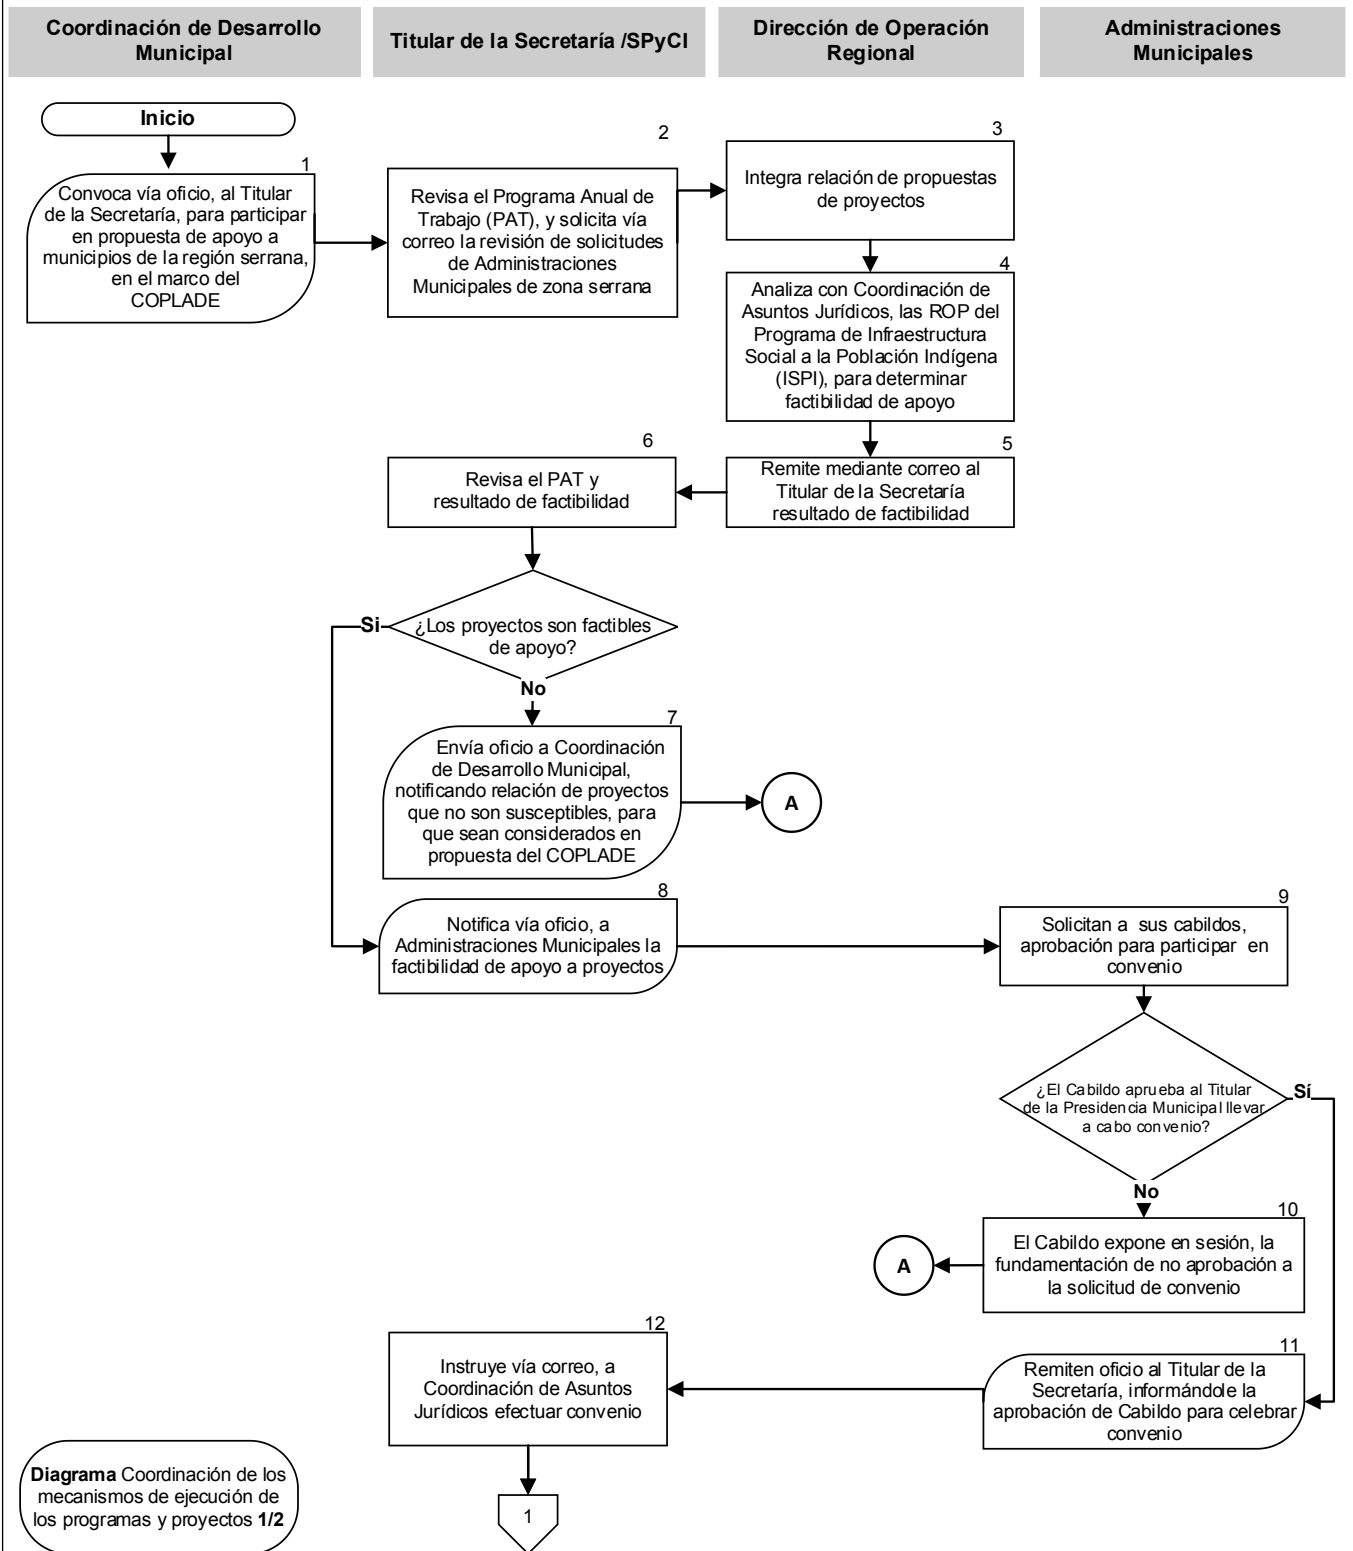 Coordinación de Desarrollo
Municipal
Titular de la Secretaría /SPyCI
Dirección de Operación
Regional
Administraciones
Municipales
Inicio
1
Convoca vía oficio, al Titular
de la Secretaría, para participar
en propuesta de apoyo a
municipios de la región serrana,
en el marco del
COPLADE
2
Revisa el Programa Anual de
Trabajo (PAT), y solicita vía
correo la revisión de solicitudes
de Administraciones
Municipales de zona serrana
3
Integra relación de propuestas
de proyectos
4
Analiza con Coordinación de
Asuntos Jurídicos, las ROP del
Programa de Infraestructura
Social a la Población Indígena
(ISPI), para determinar
factibilidad de apoyo
5
Remite mediante correo al
Titular de la Secretaría
resultado de factibilidad
6
Revisa el PAT y
resultado de factibilidad
Si
¿Los proyectos son factibles
de apoyo?
No
7
Envía oficio a Coordinación
de Desarrollo Municipal,
notificando relación de proyectos
que no son susceptibles, para
que sean considerados en
propuesta del COPLADE
A
8
Notifica vía oficio, a
Administraciones Municipales la
factibilidad de apoyo a proyectos
9
Solicitan a sus cabildos,
aprobación para participar en
convenio
¿El Cabildo aprueba al Titular
de la Presidencia Municipal llevar
a cabo convenio?
Sí
No
10
El Cabildo expone en sesión, la
fundamentación de no aprobación a
la solicitud de convenio
A
11
Remiten oficio al Titular de la
Secretaría, informándole la
aprobación de Cabildo para celebrar
convenio
12
Instruye vía correo, a
Coordinación de Asuntos
Jurídicos efectuar convenio
1
Diagrama Coordinación de los
mecanismos de ejecución de
los programas y proyectos 1/2